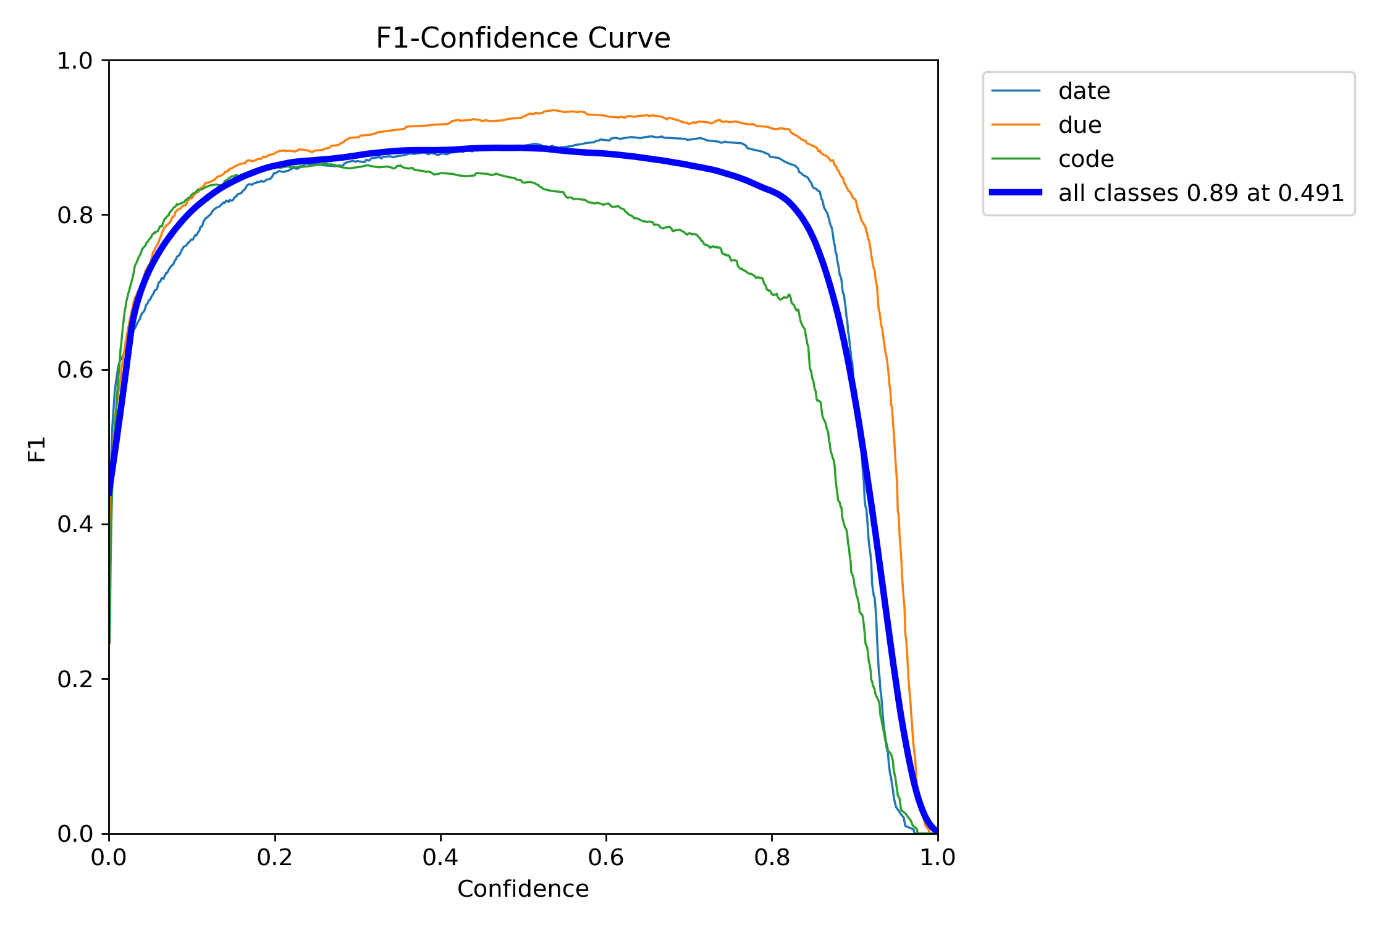 F1-Confidence Curve
1.0
0.8
0.6
0.4
0.2
0.0
F1
0.0 0.2 0.4 0.6 0.8 1.0
Confidence
date
due
code
all classes 0.89 at 0.491